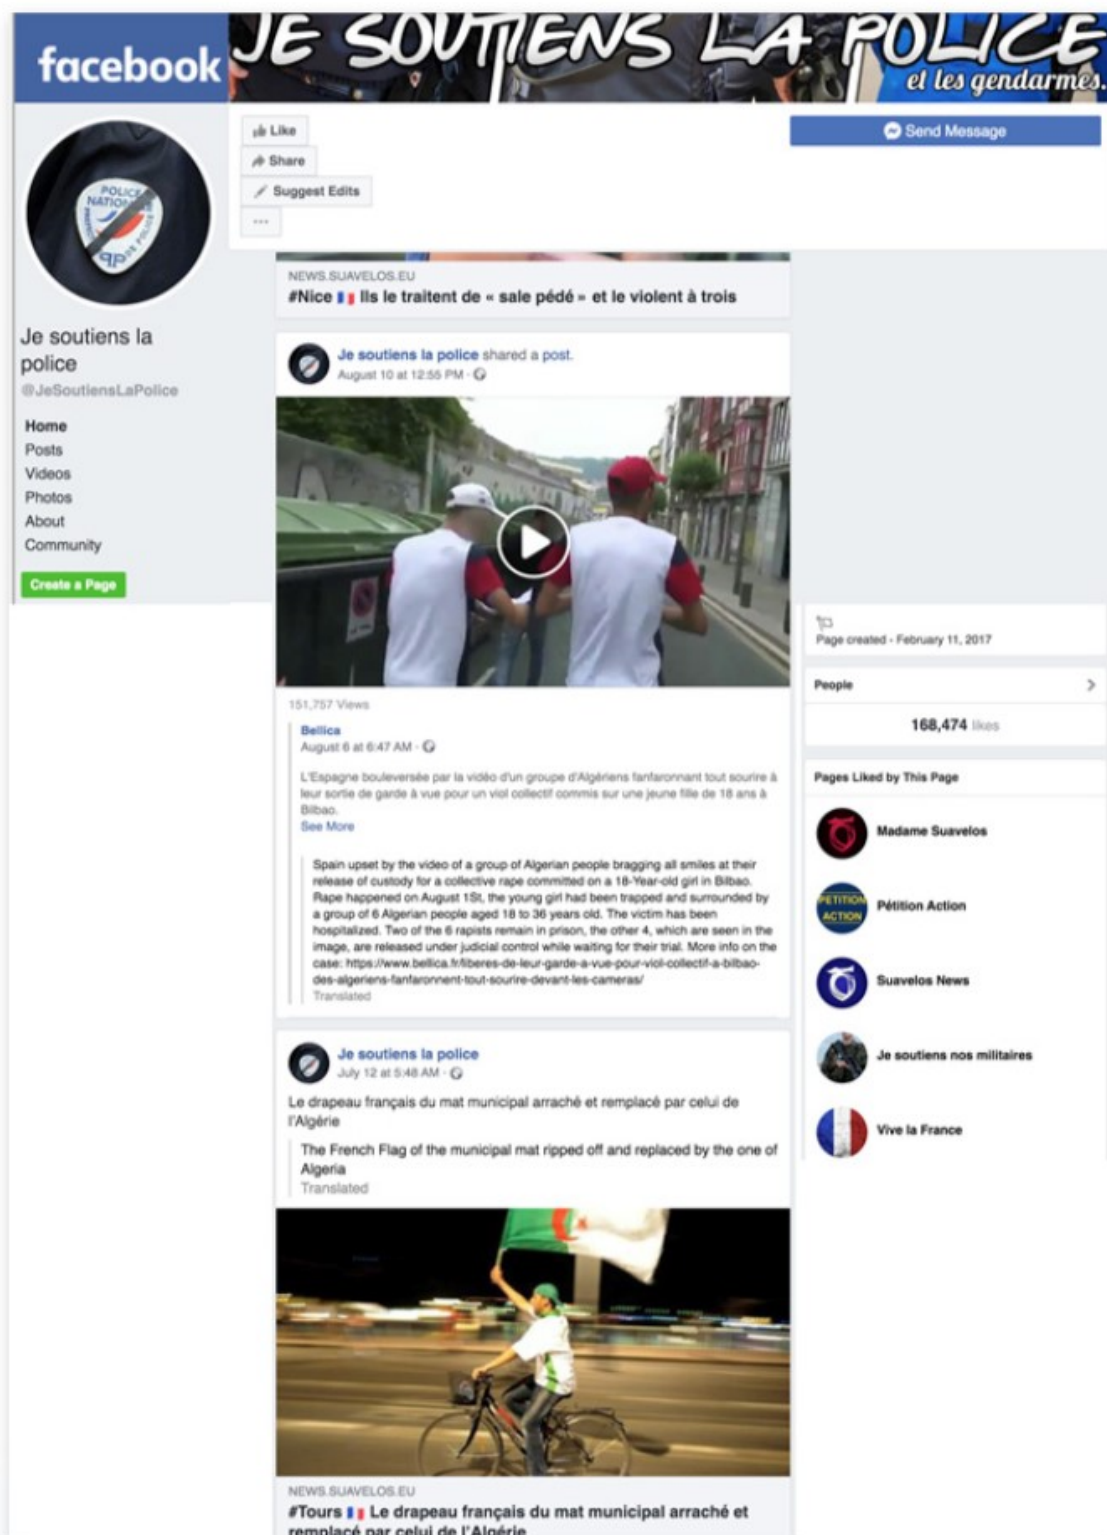 facebook
JE SOUTIENS LA POLICE
et les gendarmes.
Like
Share
Suggest Edits
...
Send Message
POLICE
NATION
Je soutiens la
police
@JeSoutiensLaPolice
Home
Posts
Videos
Photos
About
Community
Create a Page
NEWS.SUAVELOS.EU
#Nice 🇫🇷 Ils le traitent de « sale pédé » et le violent à trois
Je soutiens la police shared a post.
August 10 at 12:55 PM ·
151,757 Views
Bellica
August 6 at 6:47 AM ·
L'Espagne bouleversée par la vidéo d'un groupe d'Algériens fanfaronnant tout sourire à
leur sortie de garde à vue pour un viol collectif commis sur une jeune fille de 18 ans à
Bilbao.
See More
Spain upset by the video of a group of Algerian people bragging all smiles at their
release of custody for a collective rape committed on a 18-Year-old girl in Bilbao.
Rape happened on August 1St, the young girl had been trapped and surrounded by
a group of 6 Algerian people aged 18 to 36 years old. The victim has been
hospitalized. Two of the 6 rapists remain in prison, the other 4, which are seen in the
image, are released under judicial control while waiting for their trial. More info on the
case: https://www.bellica.fr/liberes-de-leur-garde-a-vue-pour-viol-collectif-a-bilbao-
des-algeriens-fanfaronnent-tout-sourire-devant-les-cameras/
Translated
Je soutiens la police
July 12 at 5:48 AM ·
Le drapeau français du mat municipal arraché et remplacé par celui de
l'Algérie
The French Flag of the municipal mat ripped off and replaced by the one of
Algeria
Translated
NEWS.SUAVELOS.EU
#Tours 🇫🇷 Le drapeau français du mat municipal arraché et
remplacé par celui de l'Algérie
Page created - February 11, 2017
People
168,474 likes
Pages Liked by This Page
Madame Suavelos
PETITION
ACTION
Pétition Action
Suavelos News
Je soutiens nos militaires
Vive la France